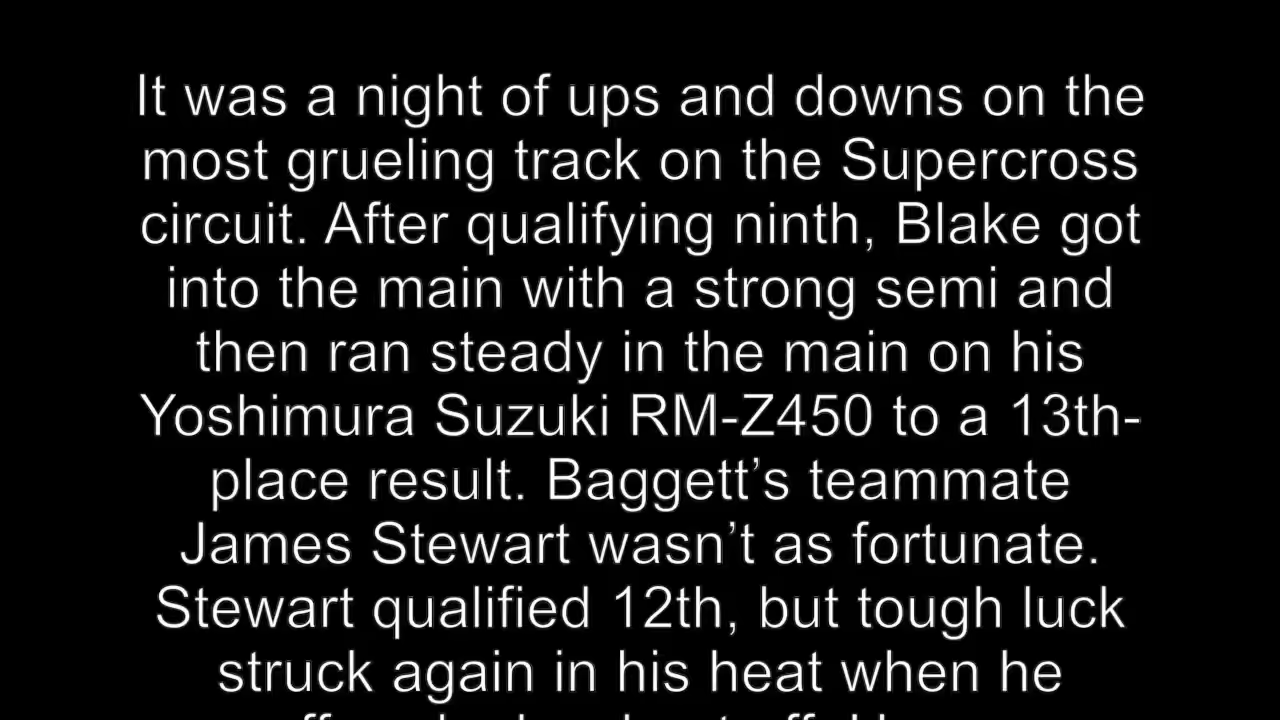 It was a night of ups and downs on the
most grueling track on the Supercross
circuit. After qualifying ninth, Blake got
into the main with a strong semi and
then ran steady in the main on his
Yoshimura Suzuki RM-Z450 to a 13th-
place result. Baggett’s teammate
James Stewart wasn’t as fortunate.
Stewart qualified 12th, but tough luck
struck again in his heat when he